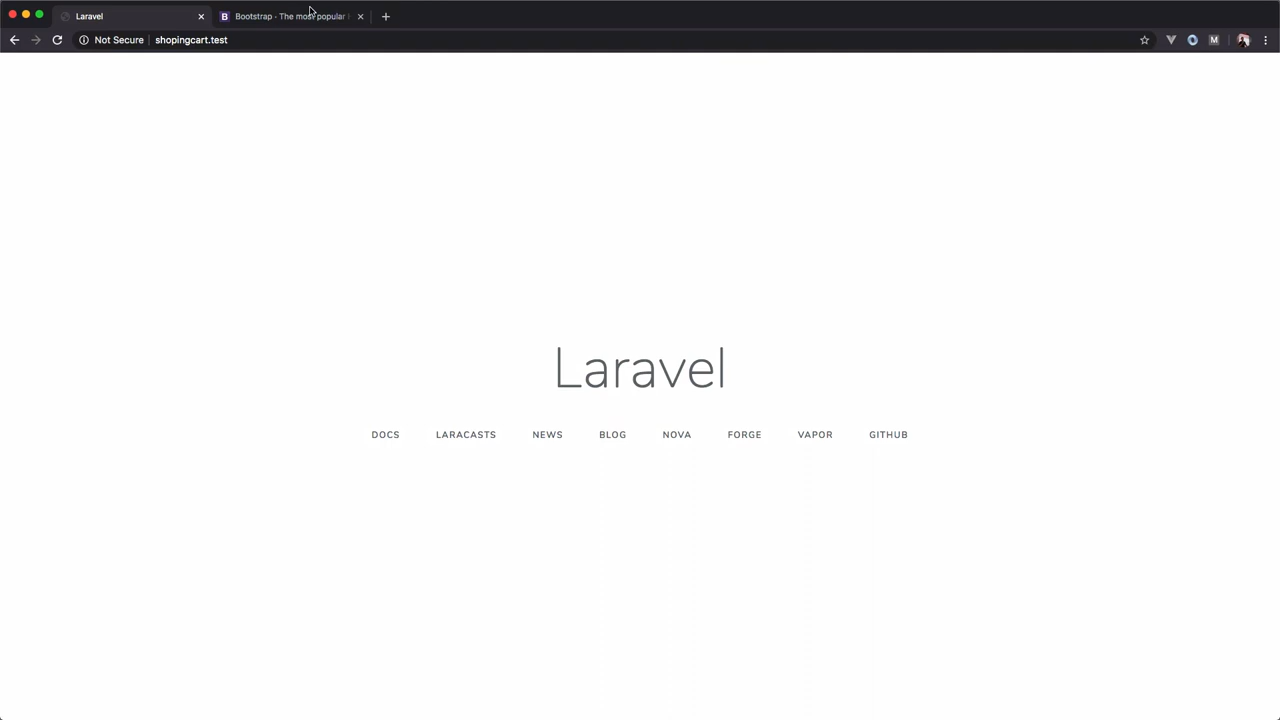 Laravel
B Bootstrap · The most popular
Not Secure shopingcart.test
M
Laravel
DOCS LARACASTS NEWS BLOG NOVA FORGE VAPOR GITHUB